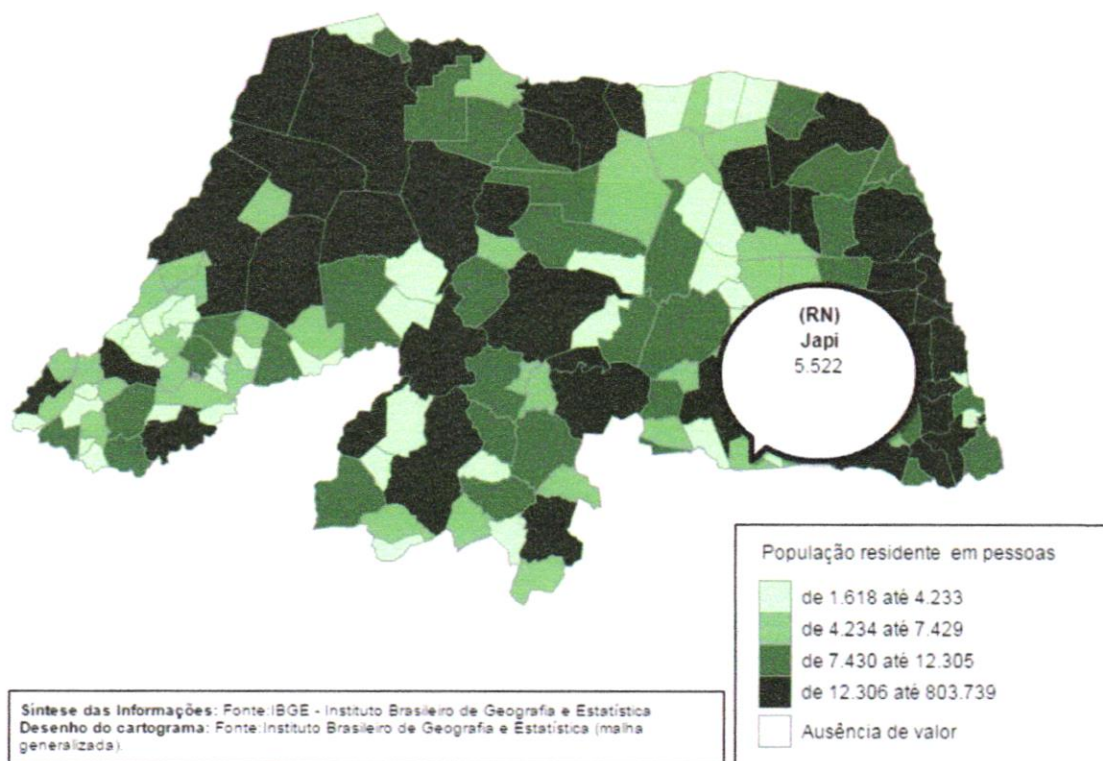 (RN)
Japi
5.522
População residente em pessoas
de 1.618 até 4.233
de 4.234 até 7.429
de 7.430 até 12.305
de 12.306 até 803.739
Ausência de valor
Síntese das Informações: Fonte:IBGE - Instituto Brasileiro de Geografia e Estatística
Desenho do cartograma: Fonte:Instituto Brasileiro de Geografia e Estatística (malha
generalizada).